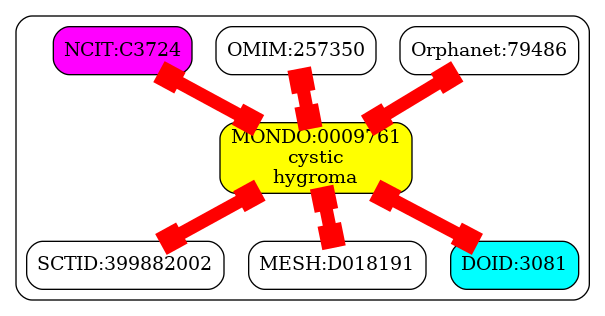 NCIT:C3724
OMIM:257350
Orphanet:79486
MONDO:0009761
cystic
hygroma
SCTID:399882002
MESH:D018191
DOID:3081